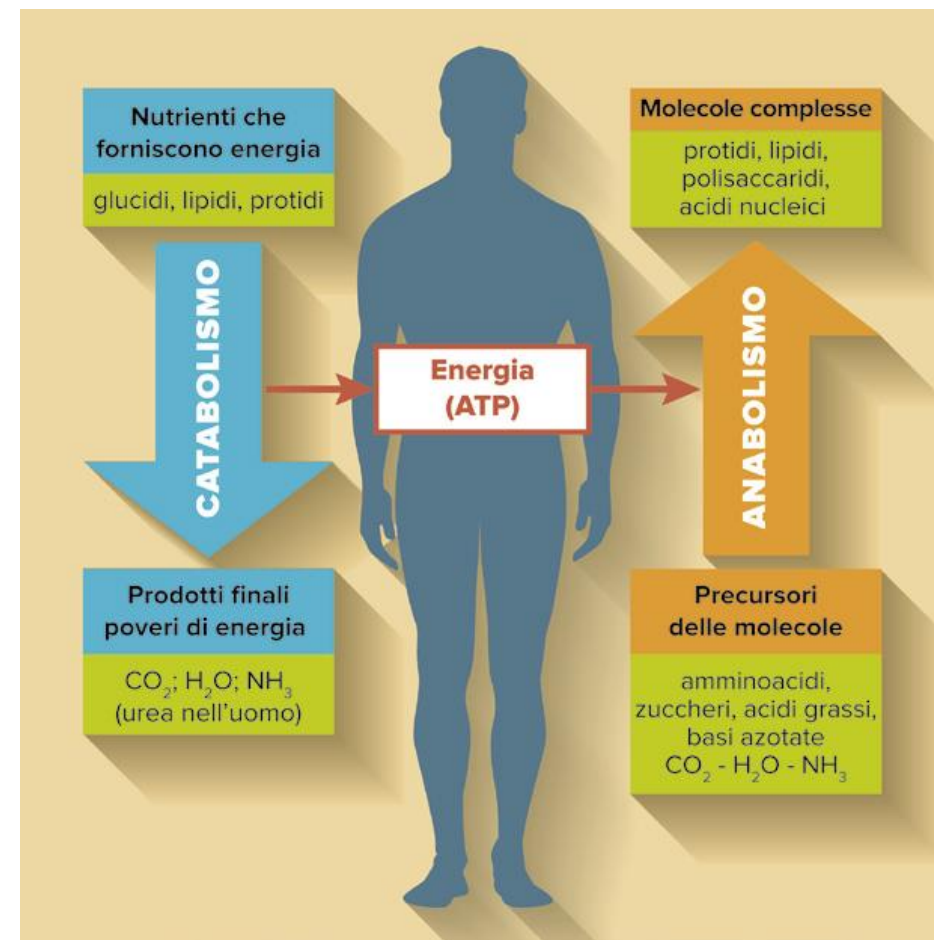 Nutrienti che
forniscono energia
glucidi, lipidi, protidi
CATABOLISMO
Prodotti finali
poveri di energia
CO₂; H₂O; NH₃
(urea nell'uomo)
Energia
(ATP)
Molecole complesse
protidi, lipidi,
polisaccaridi,
acidi nucleici
ANABOLISMO
Precursori
delle molecole
amminoacidi,
zuccheri, acidi grassi,
basi azotate
CO₂ - H₂O - NH₃